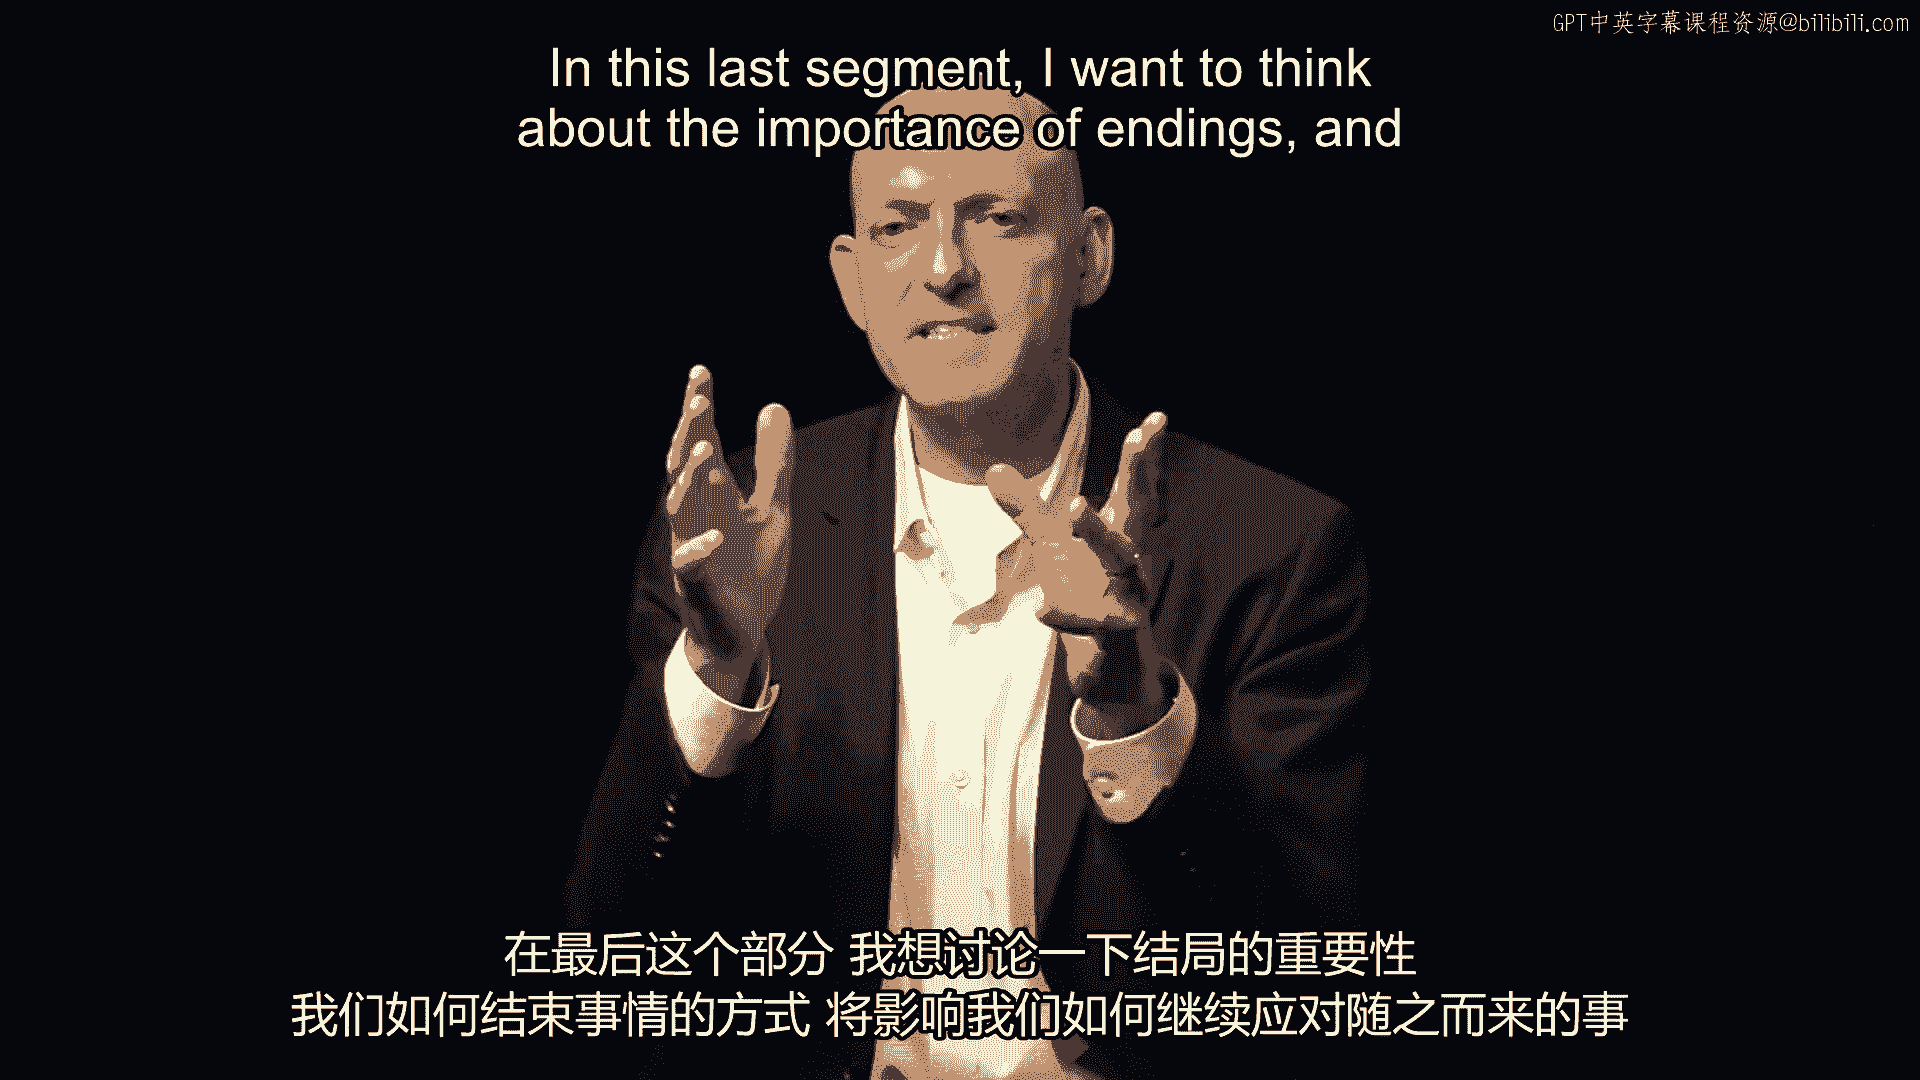 GPT中英字幕课程资源@bilibili.com
In this last segment, I want to think
about the importance of endings, and
在最后这个部分 我想讨论一下结局的重要性
我们如何结束事情的方式 将影响我们如何继续应对随之而来的事